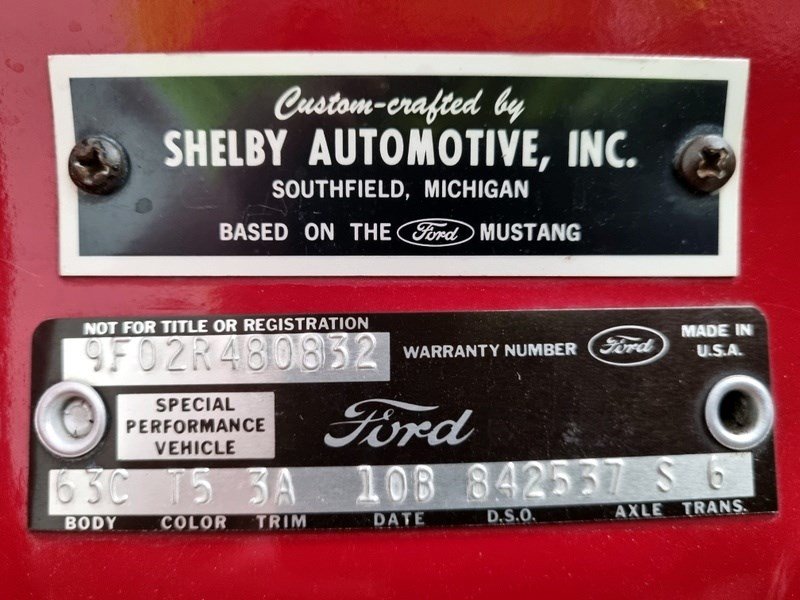 Custom-crafted by
SHELBY AUTOMOTIVE, INC.
SOUTHFIELD, MICHIGAN
BASED ON THE Ford MUSTANG
NOT FOR TITLE OR REGISTRATION
9F02R480832
WARRANTY NUMBER
Ford
MADE IN
U.S.A.
SPECIAL
PERFORMANCE
VEHICLE
Ford
63C T5 3A 10B 842537 S 6
BODY COLOR TRIM DATE D.S.O. AXLE TRANS.